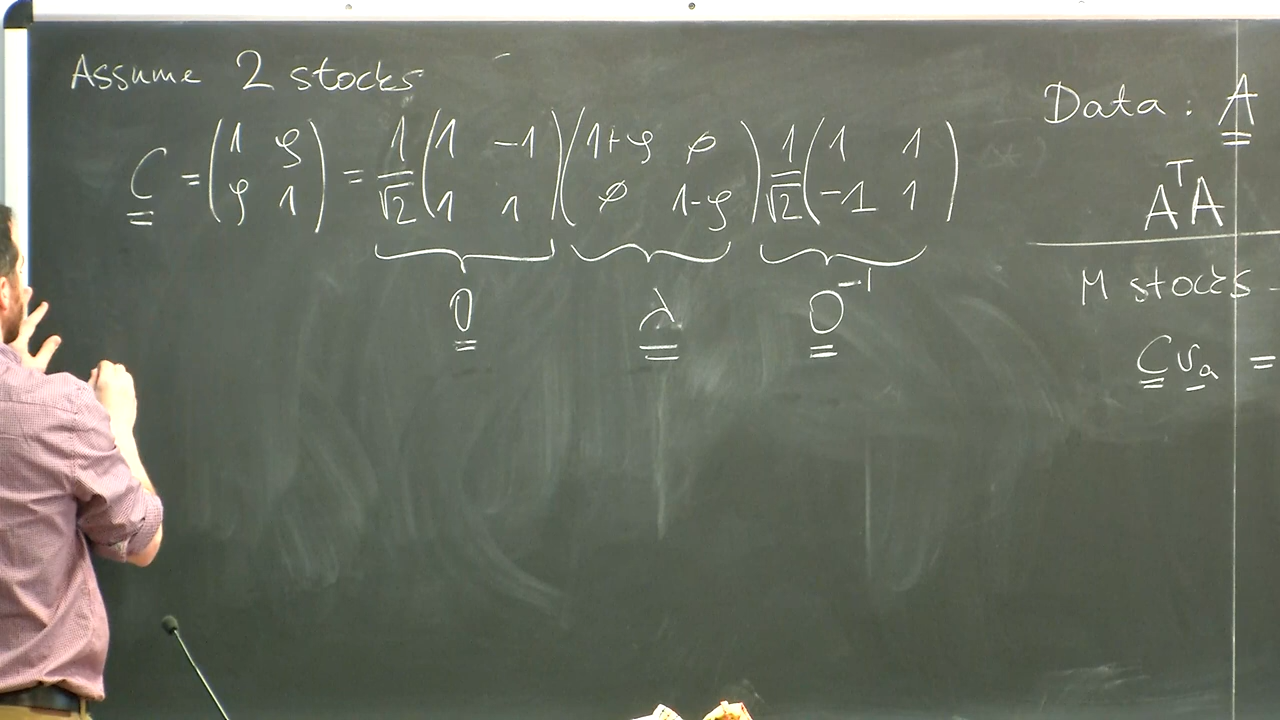 Assume 2 stocks
C = (1 ρ; ρ 1) = 1/√2 (1 -1; 1 1) (1+ρ ∅; ∅ 1-ρ) 1/√2 (1 1; -1 1)
O λ O⁻¹
Data : A
AᵀA
M stocks -
C vₐ =